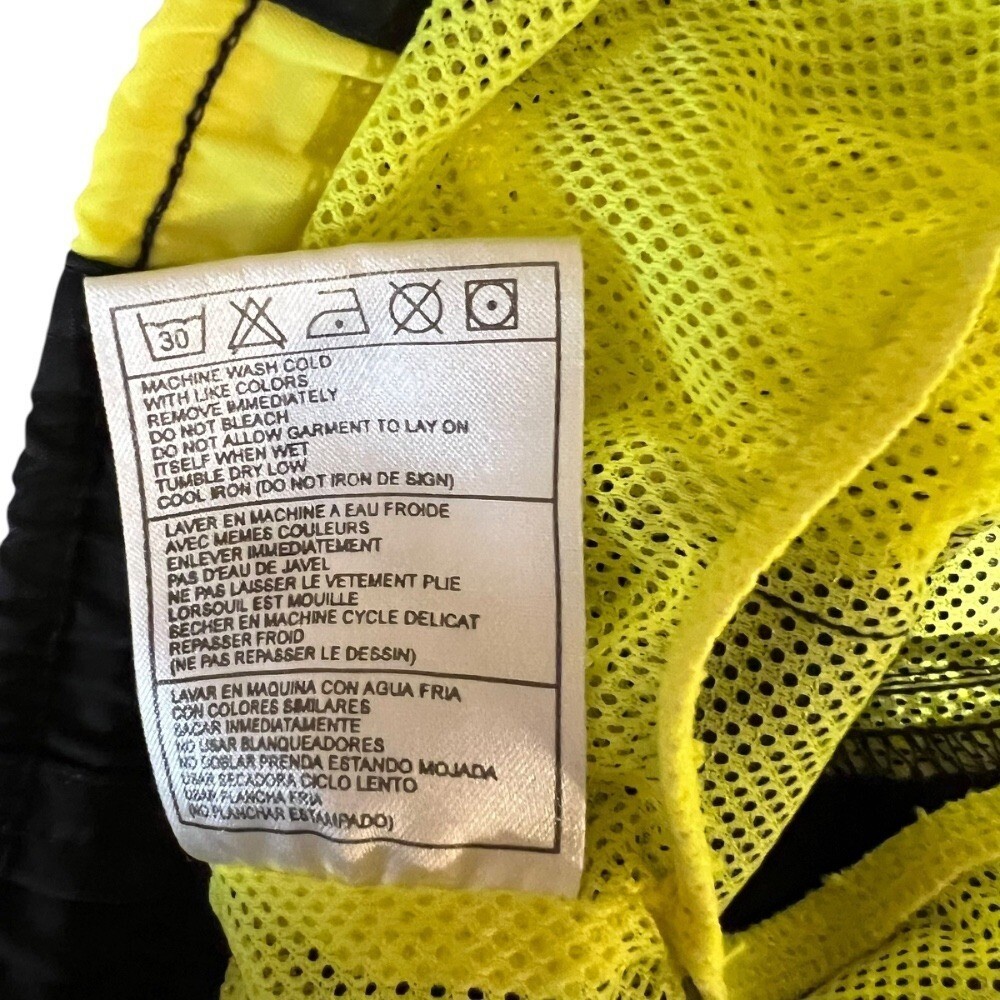 30
MACHINE WASH COLD
WITH LIKE COLORS
REMOVE IMMEDIATELY
DO NOT BLEACH
DO NOT ALLOW GARMENT TO LAY ON
ITSELF WHEN WET
TUMBLE DRY LOW
COOL IRON (DO NOT IRON DE SIGN)
LAVER EN MACHINE A EAU FROIDE
AVEC MEMES COULEURS
ENLEVER IMMEDIATEMENT
PAS D'EAU DE JAVEL
NE PAS LAISSER LE VETEMENT PLIE
LORSOUIL EST MOUILLE
SECHER EN MACHINE CYCLE DELICAT
REPASSER FROID
(NE PAS REPASSER LE DESSIN)
LAVAR EN MAQUINA CON AGUA FRIA
CON COLORES SIMILARES
SACAR INMEDIATAMENTE
NO USAR BLANQUEADORES
NO DOBLAR PRENDA ESTANDO MOJADA
USAR SECADORA CICLO LENTO
USAR PLANCHA FRIA
(NO PLANCHAR ESTAMPADO)